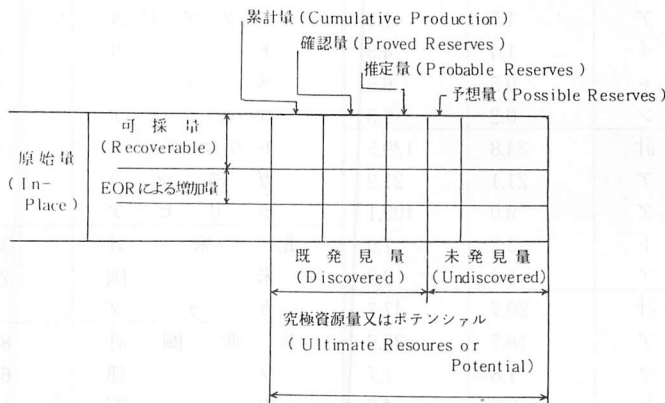 累計量(Cumulative Production)
確認量(Proved Reserves)
推定量(Probable Reserves)
予想量(Possible Reserves)
可採量
(Recoverable)
原始量
(In-
Place)
EORによる増加量
既発見量
(Discovered)
未発見量
(Undiscovered)
究極資源量又はポテンシャル
(Ultimate Resoures or
Potential)